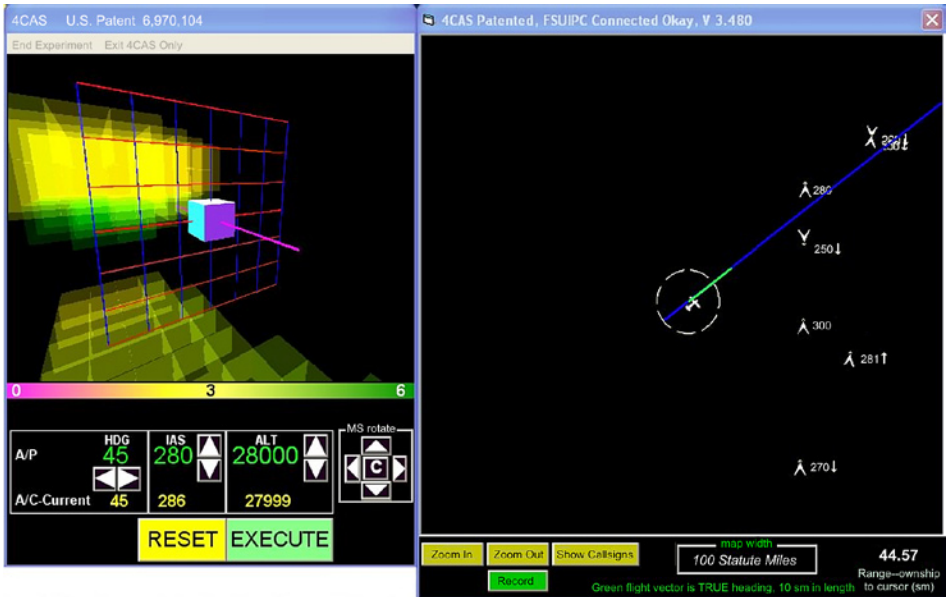 4CAS U.S. Patent 6,970,104
End Experiment Exit 4CAS Only
0 3 6
HDG IAS ALT
A/P 45 280 28000
A/C-Current 45 286 27999
MS rotate
C
RESET EXECUTE
4CAS Patented, FSUIPC Connected Okay, V 3.480
280
250↓
300
281↑
270↓
Zoom In Zoom Out Show Callsigns
Record
map width
100 Statute Miles
44.57
Range--ownship
to cursor (sm)
Green flight vector is TRUE heading, 10 sm in length